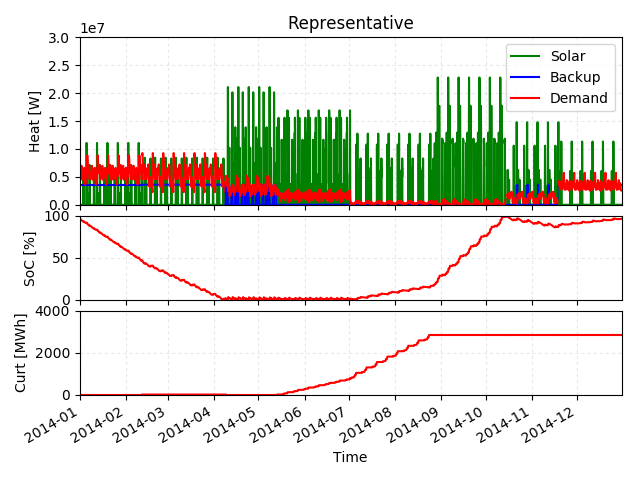 Representative
1e7
3.0
2.5
2.0
1.5
1.0
0.5
0.0
Heat [W]
Solar
Backup
Demand
100
50
0
SoC [%]
4000
2000
0
Curt [MWh]
2014-01
2014-02
2014-03
2014-04
2014-05
2014-06
2014-07
2014-08
2014-09
2014-10
2014-11
2014-12
Time